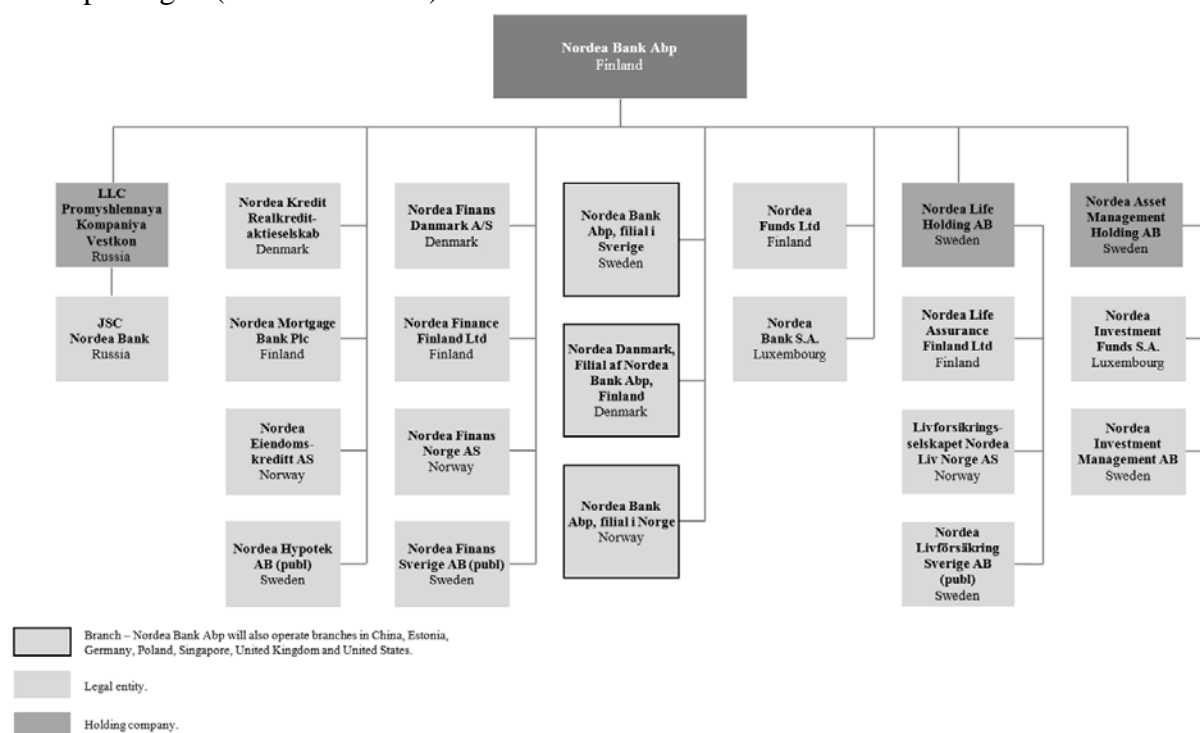 Nordea Bank Abp
Finland
LLC
Promyshlennaya
Kompaniya
Vestkon
Russia
JSC
Nordea Bank
Russia
Nordea Kredit
Realkredit-
aktieselskab
Denmark
Nordea Mortgage
Bank Plc
Finland
Nordea
Eiendoms-
kreditt AS
Norway
Nordea Hypotek
AB (publ)
Sweden
Nordea Finans
Danmark A/S
Denmark
Nordea Finance
Finland Ltd
Finland
Nordea Finans
Norge AS
Norway
Nordea Finans
Sverige AB (publ)
Sweden
Nordea Bank
Abp, filial i
Sverige
Sweden
Nordea Danmark,
Filial af Nordea
Bank Abp,
Finland
Denmark
Nordea Bank
Abp, filial i Norge
Norway
Nordea
Funds Ltd
Finland
Nordea
Bank S.A.
Luxembourg
Nordea Life
Holding AB
Sweden
Nordea Life
Assurance
Finland Ltd
Finland
Livforsikrings-
selskapet Nordea
Liv Norge AS
Norway
Nordea
Livförsäkring
Sverige AB
(publ)
Sweden
Nordea Asset
Management
Holding AB
Sweden
Nordea
Investment
Funds S.A.
Luxembourg
Nordea
Investment
Management AB
Sweden
Branch – Nordea Bank Abp will also operate branches in China, Estonia,
Germany, Poland, Singapore, United Kingdom and United States.
Legal entity.
Holding company.